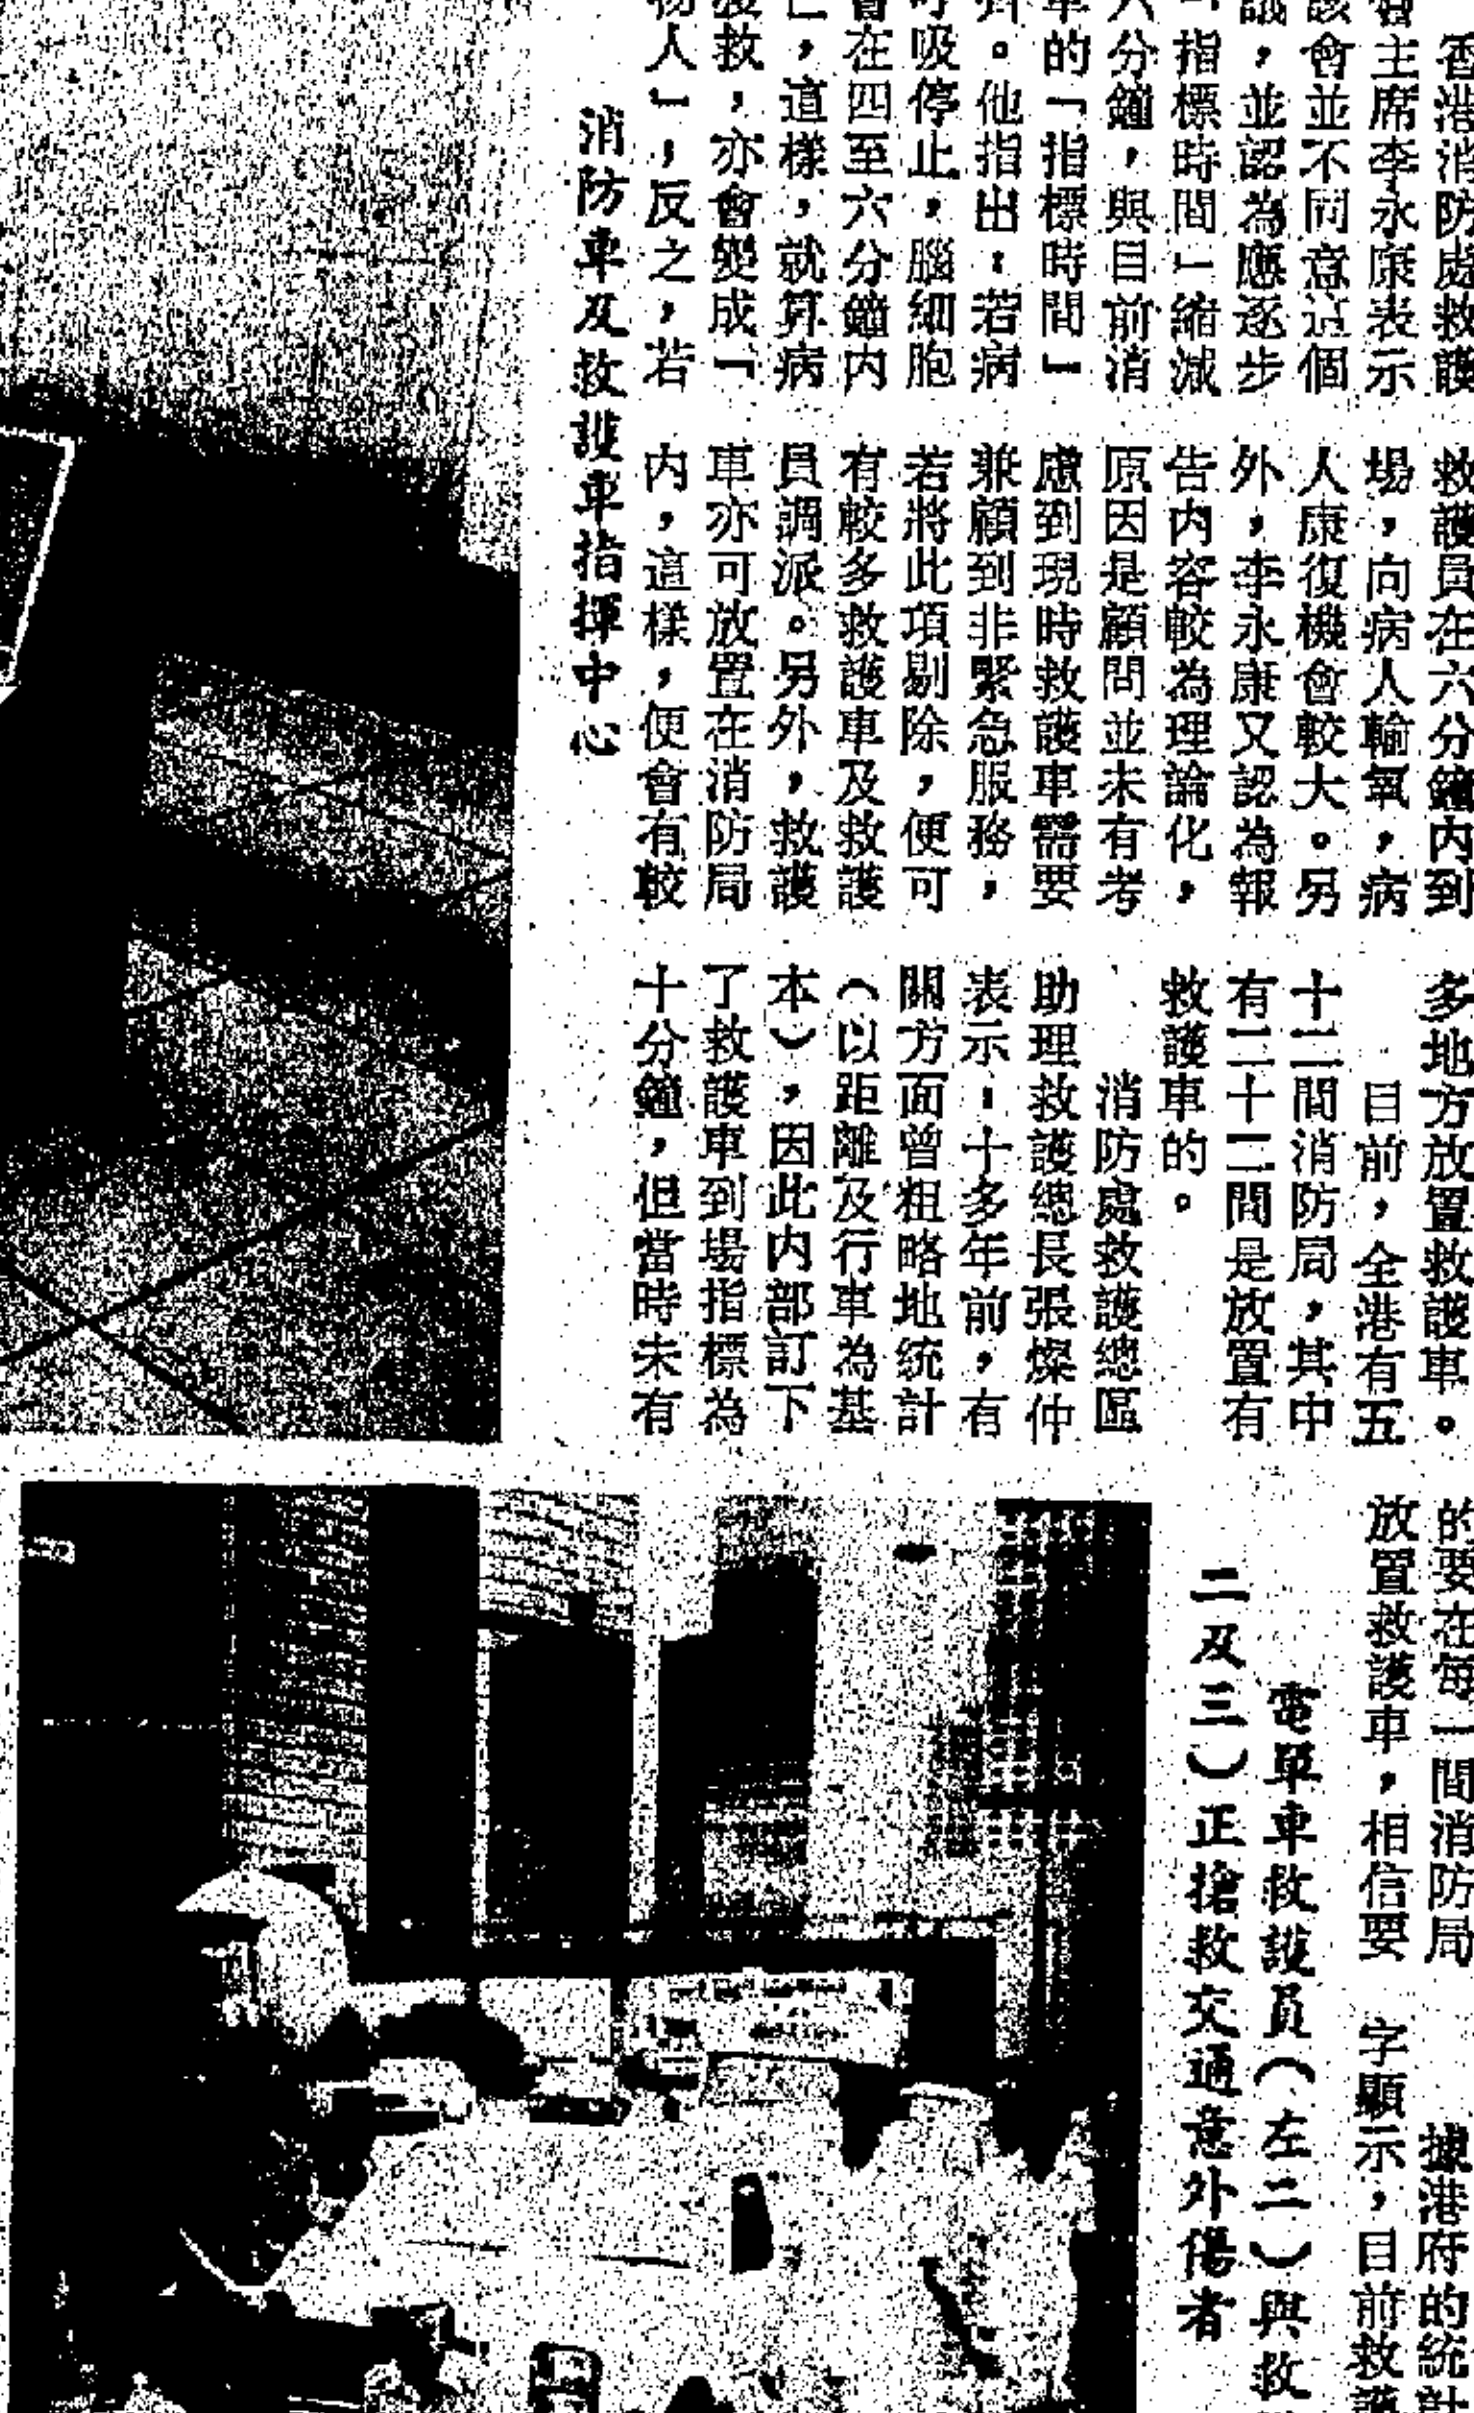 香港消防處救護
會主席李永康表示
該會並不同意這個
議，並認為應逐步
「指標時間」縮減
六分鐘，與目前消
車的「指標時間」
齊。他指出：若病
呼吸停止，腦細胞
會在四至六分鐘內
亡，這樣，就算病
救，亦會變成「
物人」，反之，若
救護員在六分鐘內到
場，向病人輸氧，病
人康復機會較大。另
外，李永康又認為報
告內容較為理論化，
原因是顧問並未有考
慮到現時救護車需要
兼顧到非緊急服務，
若將此項剔除，便可
有較多救護車及救護
員調派。另外，救護
車亦可放置在消防局
內，這樣，便會有較
多地方放置救護車。
目前，全港有五
十二間消防局，其中
有二十二間是放置有
救護車的。
消防處救護總區
助理救護總長張燦仲
表示：十多年前，有
關方面曾粗略地統計
（以距離及行車為基
本），因此內部訂下
了救護車到場指標為
十分鐘，但當時未有
消防車及救護車指揮中心
的要在每一間消防局
放置救護車，相信要
據港府的統計
字顯示，目前救護
電單車救護員（左二）與救
二及三）正搶救交通意外傷者